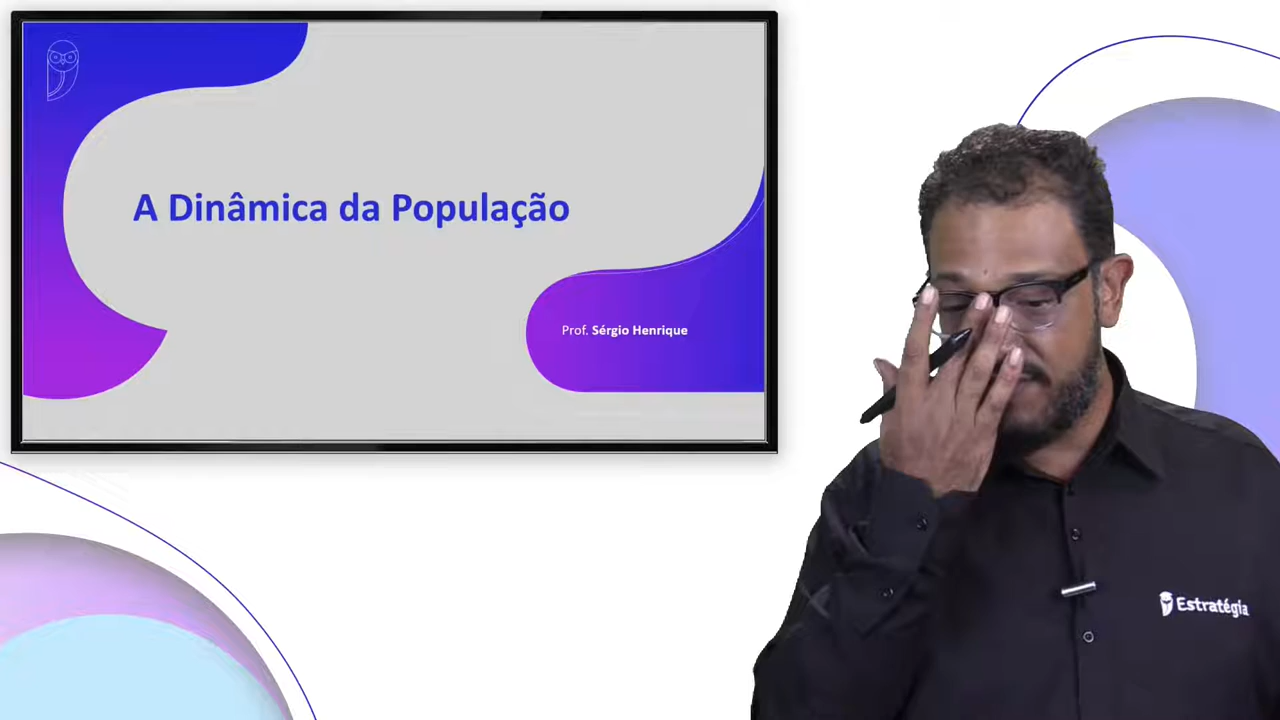 A Dinâmica da População
Prof. Sérgio Henrique
Estratégia